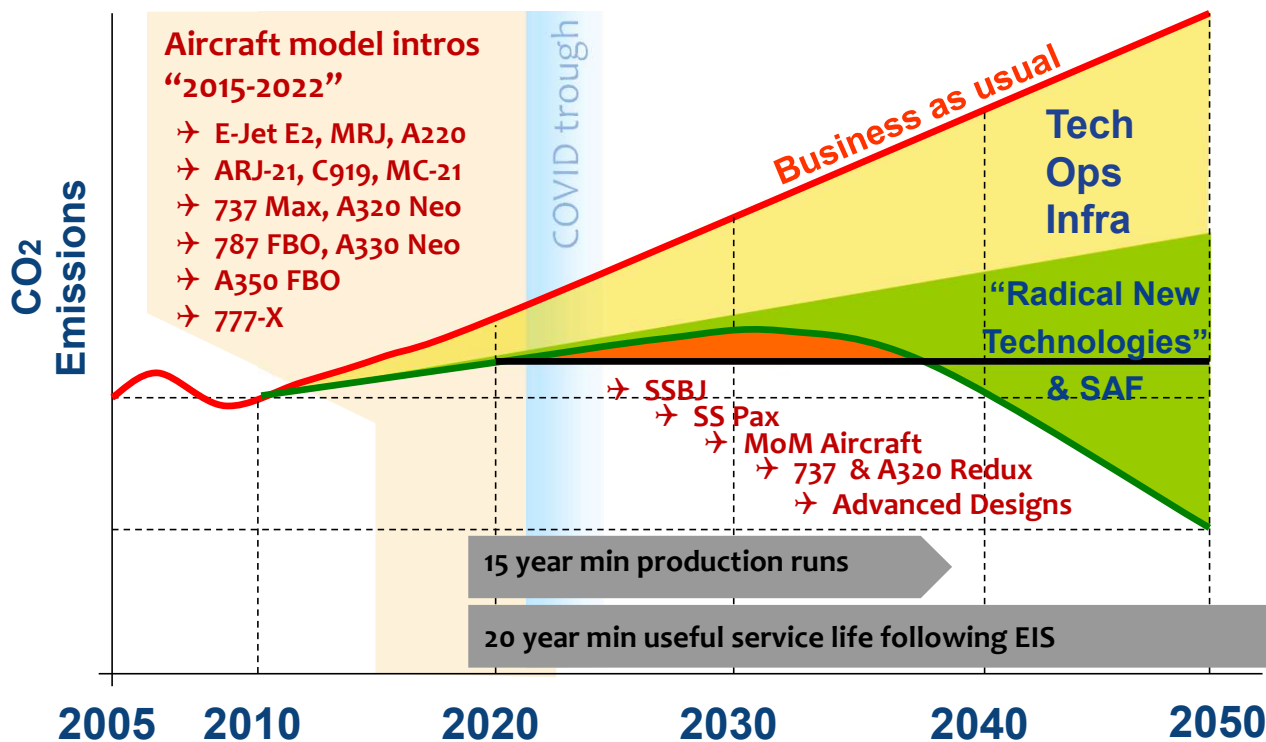 Aircraft model intros
“2015-2022”
E-Jet E2, MRJ, A220
ARJ-21, C919, MC-21
737 Max, A320 Neo
787 FBO, A330 Neo
A350 FBO
777-X
COVID trough
Business as usual
Tech
Ops
Infra
“Radical New
Technologies”
& SAF
CO2
Emissions
SSBJ
SS Pax
MoM Aircraft
737 & A320 Redux
Advanced Designs
15 year min production runs
20 year min useful service life following EIS
2005 2010 2020 2030 2040 2050